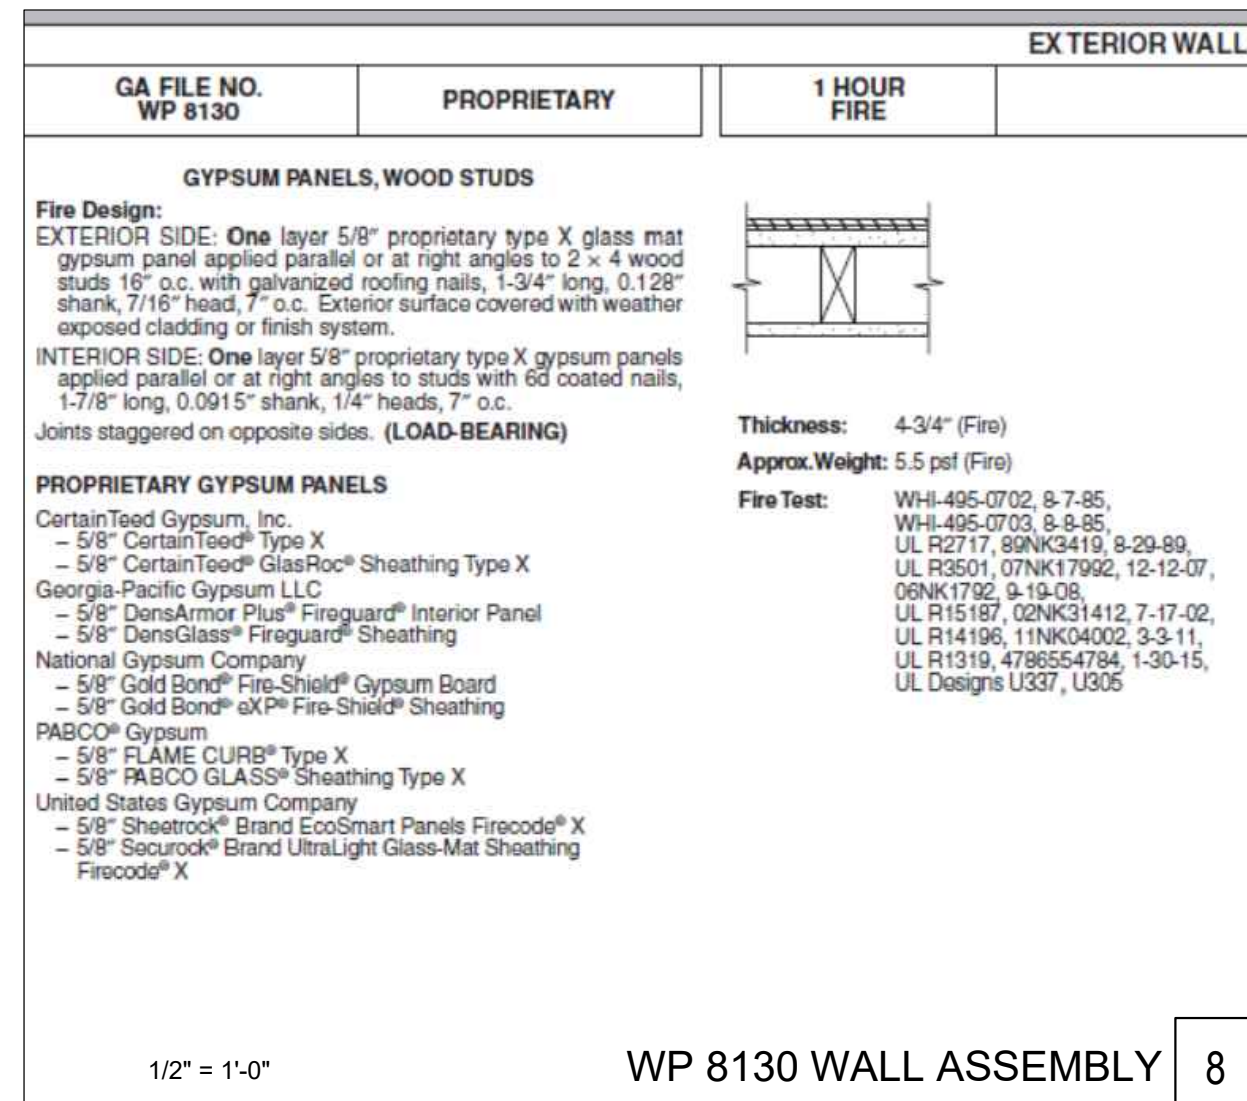 EXTERIOR WALL
GA FILE NO.
WP 8130
PROPRIETARY
1 HOUR
FIRE
GYPSUM PANELS, WOOD STUDS
Fire Design:
EXTERIOR SIDE: One layer 5/8″ proprietary type X glass mat
gypsum panel applied parallel or at right angles to 2 × 4 wood
studs 16″ o.c. with galvanized roofing nails, 1-3/4″ long, 0.128″
shank, 7/16″ head, 7″ o.c. Exterior surface covered with weather
exposed cladding or finish system.
INTERIOR SIDE: One layer 5/8″ proprietary type X gypsum panels
applied parallel or at right angles to studs with 6d coated nails,
1-7/8″ long, 0.0915″ shank, 1/4″ heads, 7″ o.c.
Joints staggered on opposite sides. (LOAD-BEARING)
PROPRIETARY GYPSUM PANELS
CertainTeed Gypsum, Inc.
– 5/8″ CertainTeed® Type X
– 5/8″ CertainTeed® GlasRoc® Sheathing Type X
Georgia-Pacific Gypsum LLC
– 5/8″ DensArmor Plus® Fireguard® Interior Panel
– 5/8″ DensGlass® Fireguard® Sheathing
National Gypsum Company
– 5/8″ Gold Bond® Fire-Shield® Gypsum Board
– 5/8″ Gold Bond® eXP® Fire-Shield® Sheathing
PABCO® Gypsum
– 5/8″ FLAME CURB® Type X
– 5/8″ PABCO GLASS® Sheathing Type X
United States Gypsum Company
– 5/8″ Sheetrock® Brand EcoSmart Panels Firecode® X
– 5/8″ Securock® Brand UltraLight Glass-Mat Sheathing
Firecode® X
Thickness: 4-3/4″ (Fire)
Approx.Weight: 5.5 psf (Fire)
Fire Test: WHI-495-0702, 8-7-85,
WHI-495-0703, 8-8-85,
UL R2717, 89NK3419, 8-29-89,
UL R3501, 07NK17992, 12-12-07,
06NK1792, 9-19-08,
UL R15187, 02NK31412, 7-17-02,
UL R14196, 11NK04002, 3-3-11,
UL R1319, 4786554784, 1-30-15,
UL Designs U337, U305
1/2" = 1'-0"
WP 8130 WALL ASSEMBLY
8